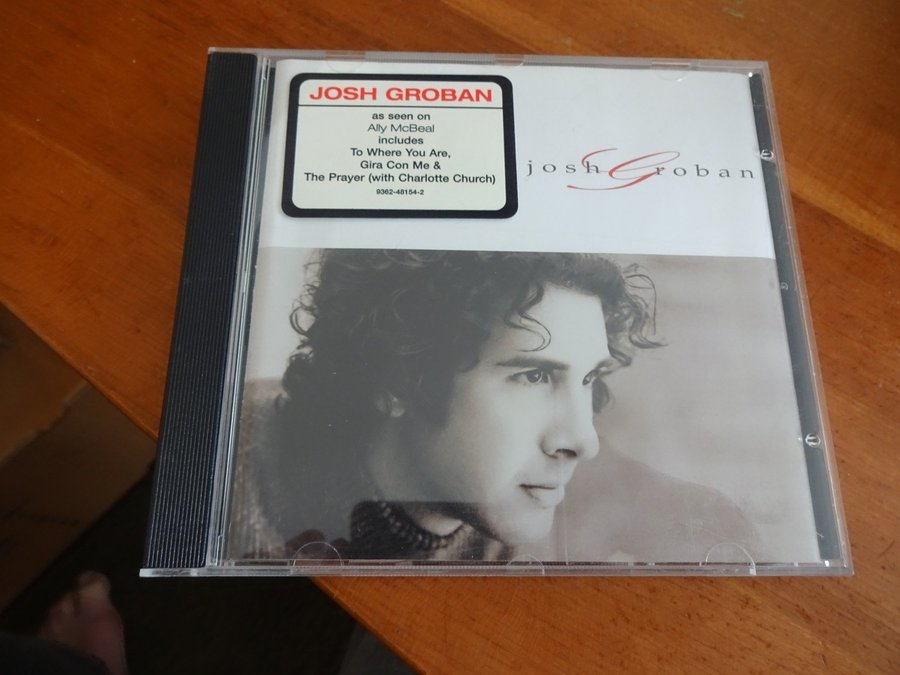 JOSH GROBAN
as seen on
Ally McBeal
includes
To Where You Are,
Gira Con Me &
The Prayer (with Charlotte Church)
9362-48154-2
josh Groban